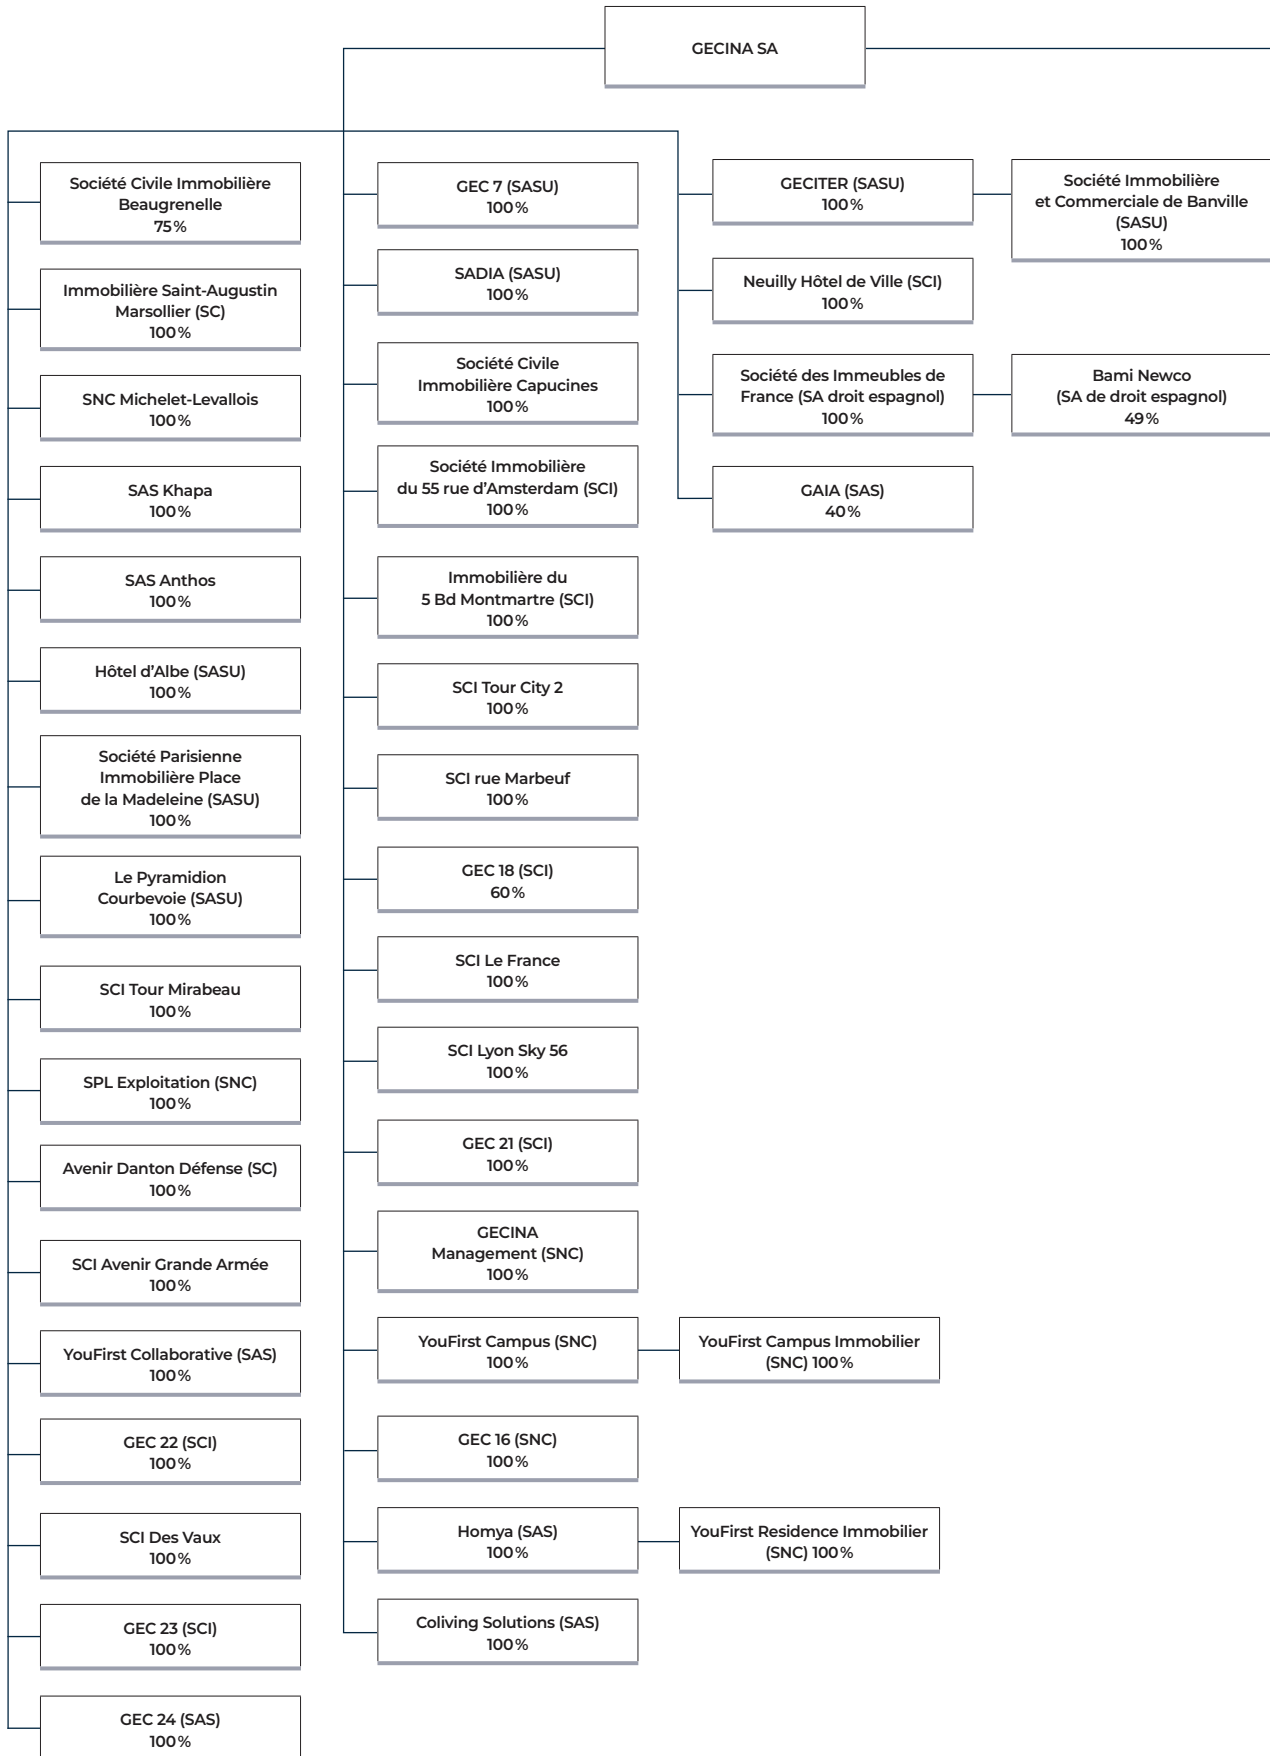 GECINA SA
Société Civile Immobilière
Beaugrenelle
75%
Immobilière Saint-Augustin
Marsollier (SC)
100%
SNC Michelet-Levallois
100%
SAS Khapa
100%
SAS Anthos
100%
Hôtel d'Albe (SASU)
100%
Société Parisienne
Immobilière Place
de la Madeleine (SASU)
100%
Le Pyramidion
Courbevoie (SASU)
100%
SCI Tour Mirabeau
100%
SPL Exploitation (SNC)
100%
Avenir Danton Défense (SC)
100%
SCI Avenir Grande Armée
100%
YouFirst Collaborative (SAS)
100%
GEC 22 (SCI)
100%
SCI Des Vaux
100%
GEC 23 (SCI)
100%
GEC 24 (SAS)
100%
GEC 7 (SASU)
100%
SADIA (SASU)
100%
Société Civile
Immobilière Capucines
100%
Société Immobilière
du 55 rue d'Amsterdam (SCI)
100%
Immobilière du
5 Bd Montmartre (SCI)
100%
SCI Tour City 2
100%
SCI rue Marbeuf
100%
GEC 18 (SCI)
60%
SCI Le France
100%
SCI Lyon Sky 56
100%
GEC 21 (SCI)
100%
GECINA
Management (SNC)
100%
YouFirst Campus (SNC)
100%
YouFirst Campus Immobilier
(SNC) 100%
GEC 16 (SNC)
100%
Homya (SAS)
100%
YouFirst Residence Immobilier
(SNC) 100%
Coliving Solutions (SAS)
100%
GECITER (SASU)
100%
Société Immobilière
et Commerciale de Banville
(SASU)
100%
Neuilly Hôtel de Ville (SCI)
100%
Société des Immeubles de
France (SA droit espagnol)
100%
Bami Newco
(SA de droit espagnol)
49%
GAIA (SAS)
40%